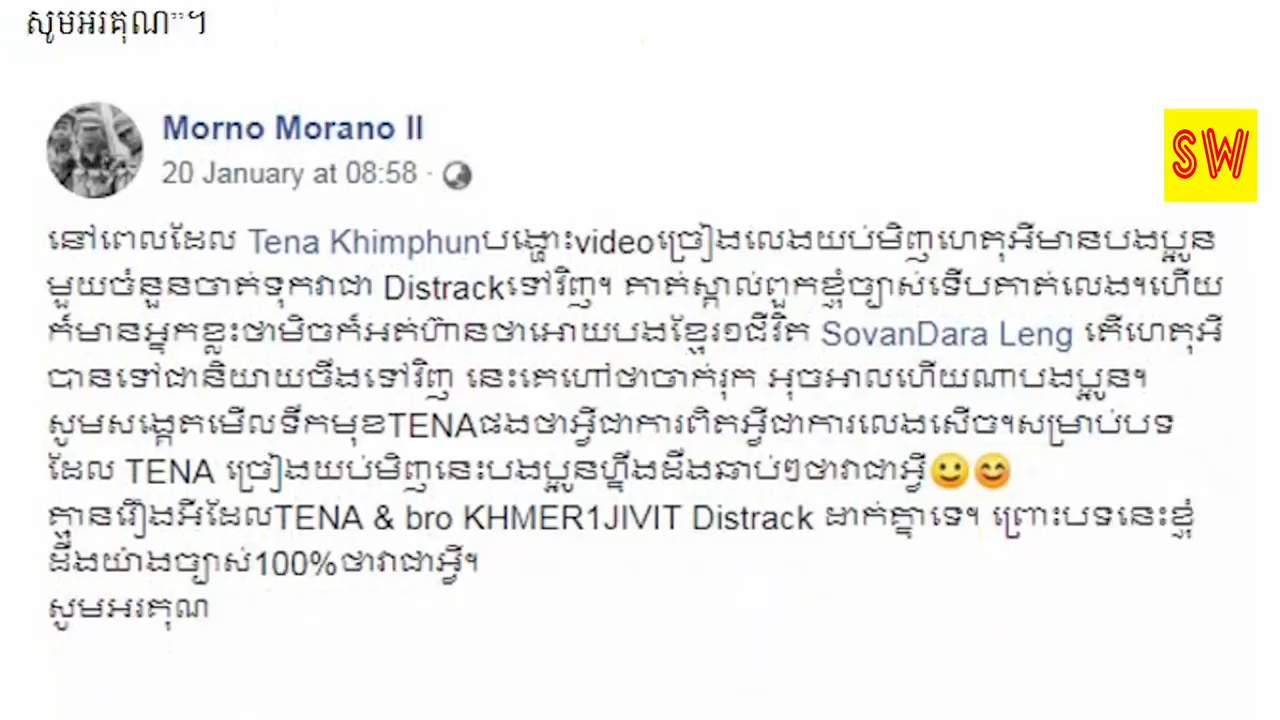 សូមអរគុណ”។
Morno Morano II
20 January at 08:58 ·
SW
នៅពេលដែល Tena Khimphunបង្ហោះvideoច្រៀងលេងយប់មិញហេតុអីមានបងប្អូន
មួយចំនួនចាក់ទុកវាជា Distrackទៅវិញ។ គាត់ស្គាល់ពួកខ្ញុំច្បាស់ទើបគាត់លេង។ហើយ
ក៏មានអ្នកខ្លះថាមិចក៏អត់ហ៊ានថាអោយបងខ្មែរ១ជីវិត SovanDara Leng តើហេតុអី
បានទៅជានិយាយចឹងទៅវិញ នេះគេហៅថាចាក់រុក អុចអាលហើយណាបងប្អូន។
សូមសង្កេតមើលទឹកមុខTENAផងថាអ្វីជាការពិតអ្វីជាការលេងសើច។សម្រាប់បទ
ដែល TENA ច្រៀងយប់មិញនេះបងប្អូនហ្នឹងដឹងឆាប់ៗថាវាជាអ្វី😉😊
គ្មានរឿងអីដែលTENA & bro KHMER1JIVIT Distrack ដាក់គ្នាទេ។ ព្រោះបទនេះខ្ញុំ
ដឹងយ៉ាងច្បាស់100%ថាវាជាអ្វី។
សូមអរគុណ